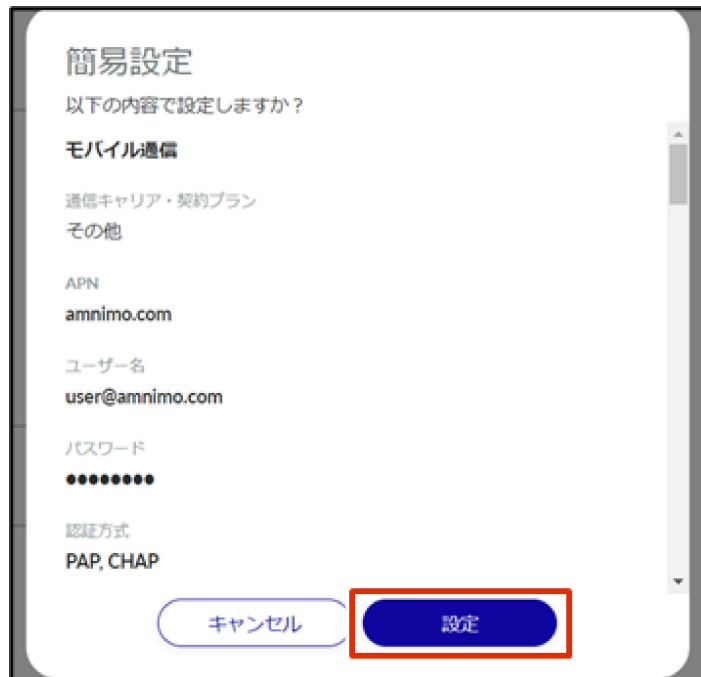 簡易設定
以下の内容で設定しますか？
モバイル通信
通信キャリア・契約プラン
その他
APN
amnimo.com
ユーザー名
user@amnimo.com
パスワード
●●●●●●●●
認証方式
PAP, CHAP
キャンセル
設定